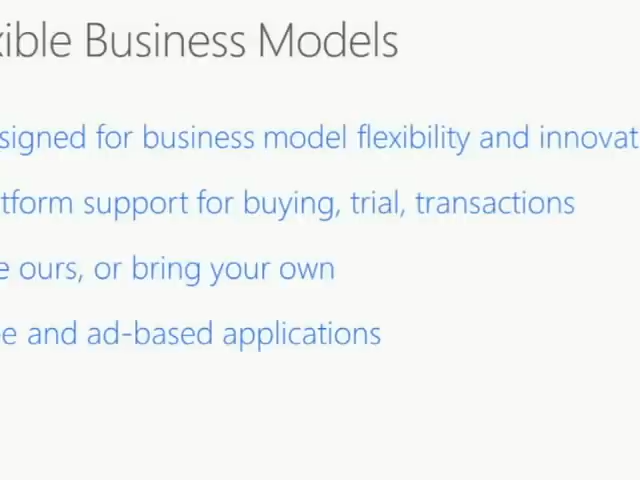 xible Business Models
signed for business model flexibility and innovat
tform support for buying, trial, transactions
e ours, or bring your own
e and ad-based applications